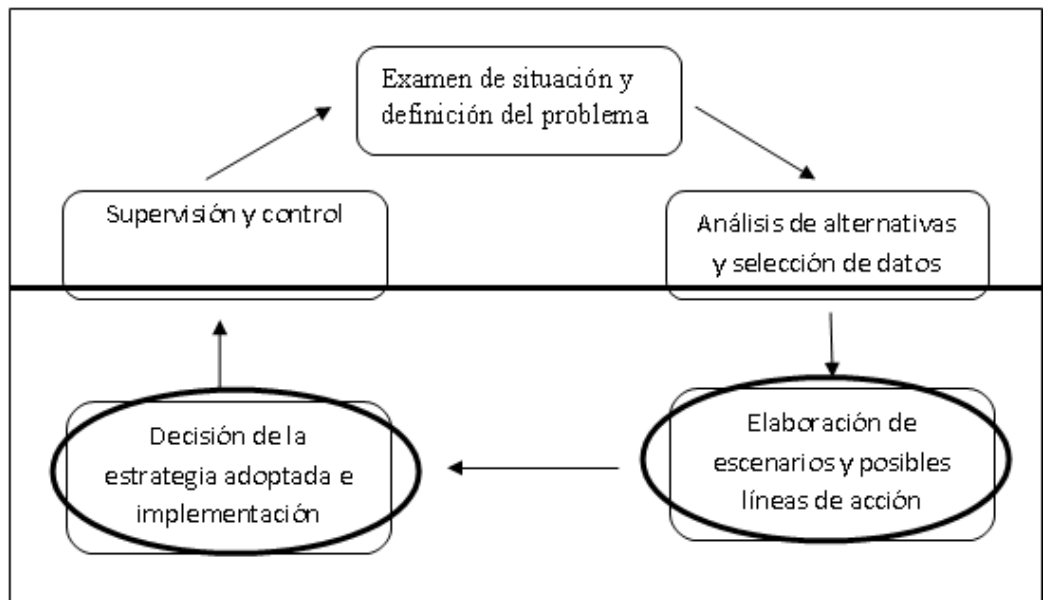 Examen de situación y
definición del problema
Supervisión y control
Análisis de alternativas
y selección de datos
Elaboración de
escenarios y posibles
líneas de acción
Decisión de la
estrategia adoptada e
implementación